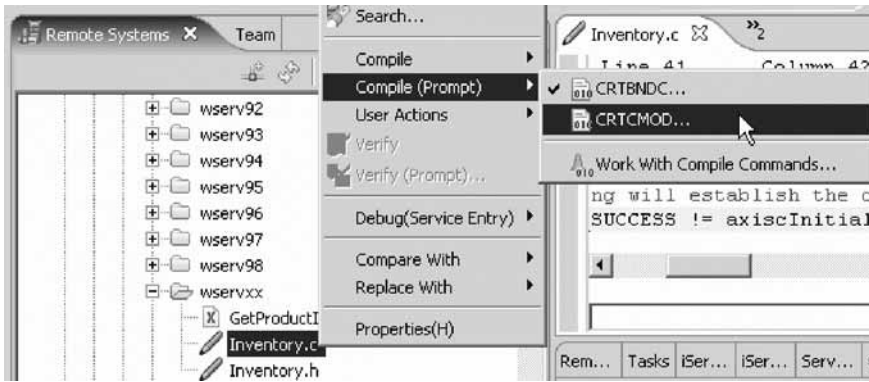 Remote Systems
Team
wserv92
wserv93
wserv94
wserv95
wserv96
wserv97
wserv98
wservxx
GetProductI
Inventory.c
Inventory.h
Search...
Compile
Compile (Prompt)
User Actions
Verify
Verify (Prompt)...
Debug(Service Entry)
Compare With
Replace With
Properties(H)
CRTBNDC...
CRTCMOD...
Work With Compile Commands...
Inventory.c
»2
Line 41 Column 42
ng will establish the
SUCCESS != axiscInitial
Rem... Tasks iSer... iSer... Serv...